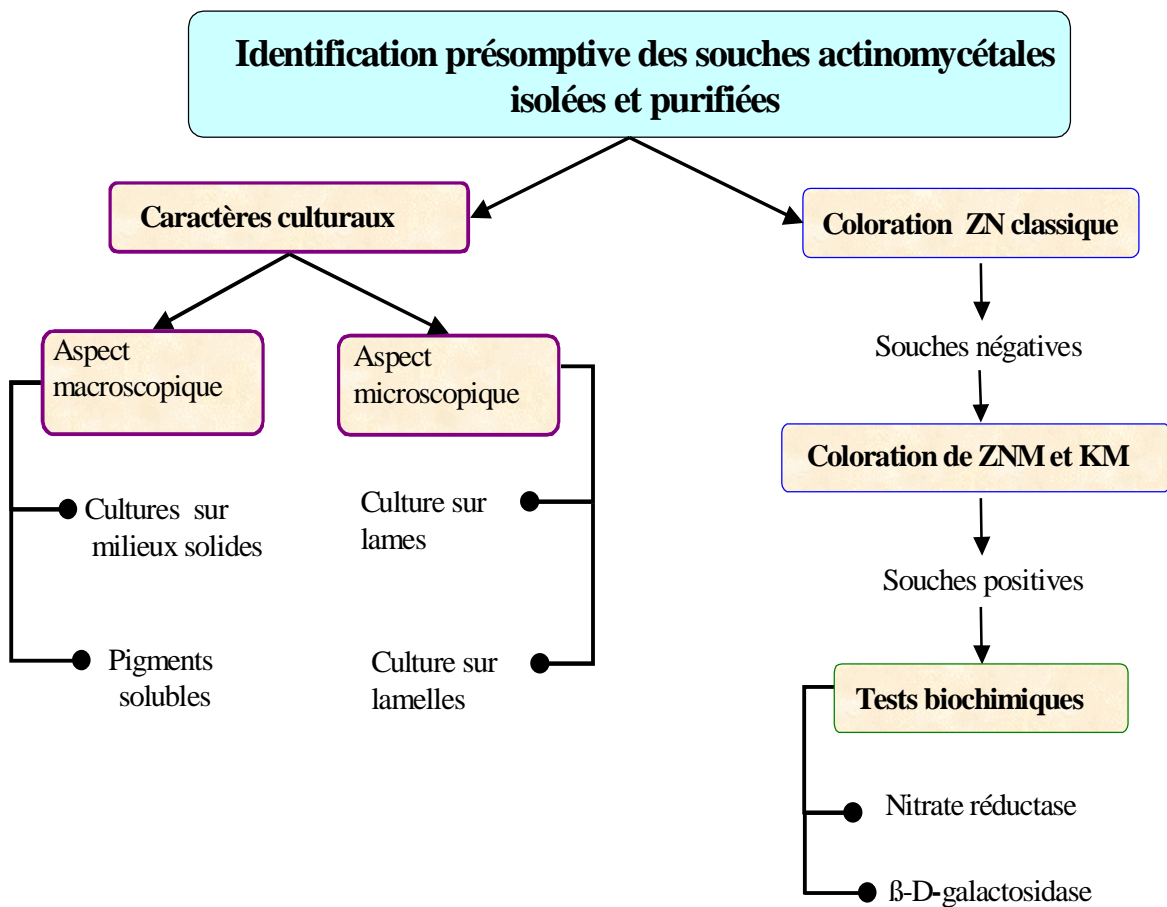 Identification présomptive des souches actinomycétales
isolées et purifiées
Caractères culturaux
Coloration ZN classique
Aspect
macroscopique
Aspect
microscopique
Souches négatives
Coloration de ZNM et KM
Cultures sur
milieux solides
Culture sur
lames
Souches positives
Pigments
solubles
Culture sur
lamelles
Tests biochimiques
Nitrate réductase
ß-D-galactosidase